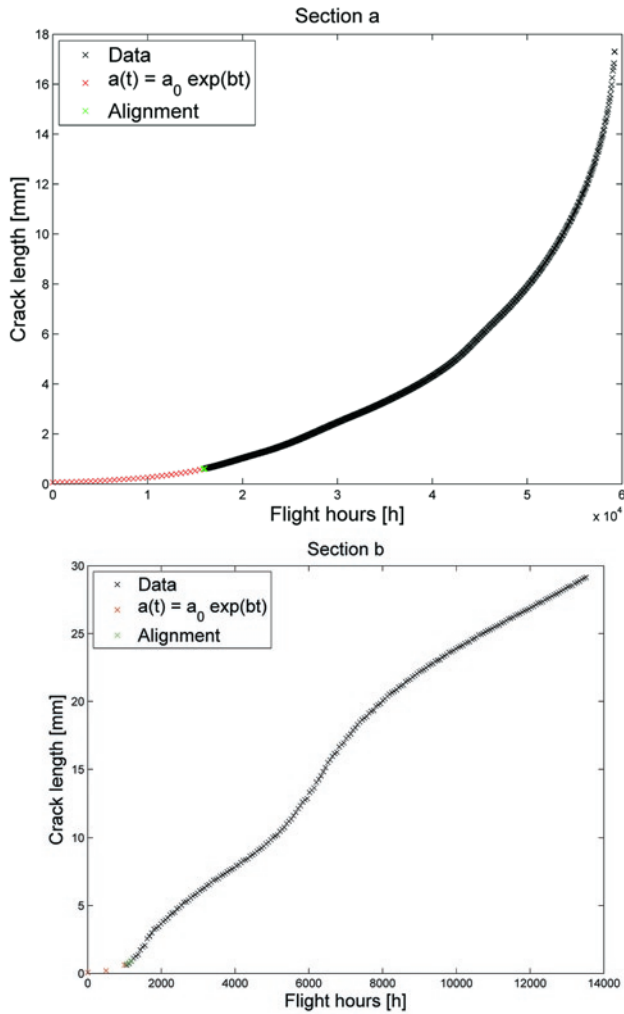 Section a
18
16
14
12
10
8
6
4
2
0
Crack length [mm]
Data
a(t) = a0 exp(bt)
Alignment
0 1 2 3 4 5 6
x 10^4
Flight hours [h]
Section b
30
25
20
15
10
5
0
Crack length [mm]
Data
a(t) = a0 exp(bt)
Alignment
0 2000 4000 6000 8000 10000 12000 14000
Flight hours [h]